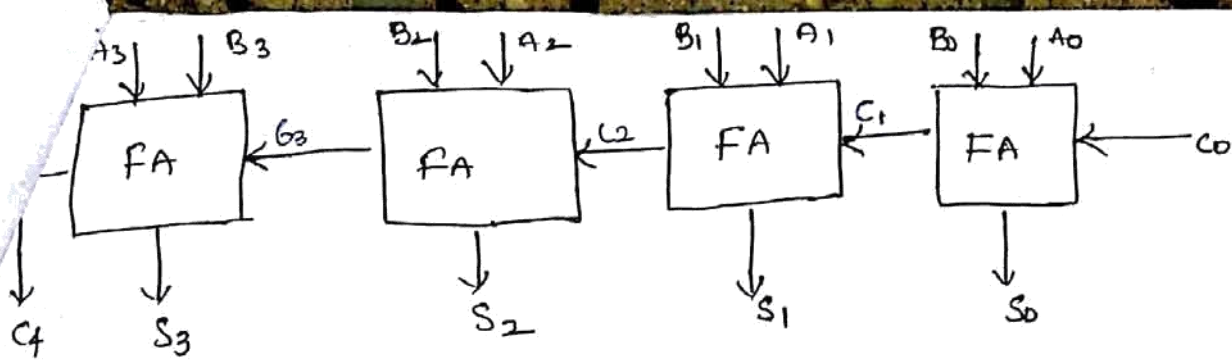 A3 B3 B2 A2 B1 A1 B0 A0
FA C3 FA C2 FA C1 FA C0
C4 S3 S2 S1 S0